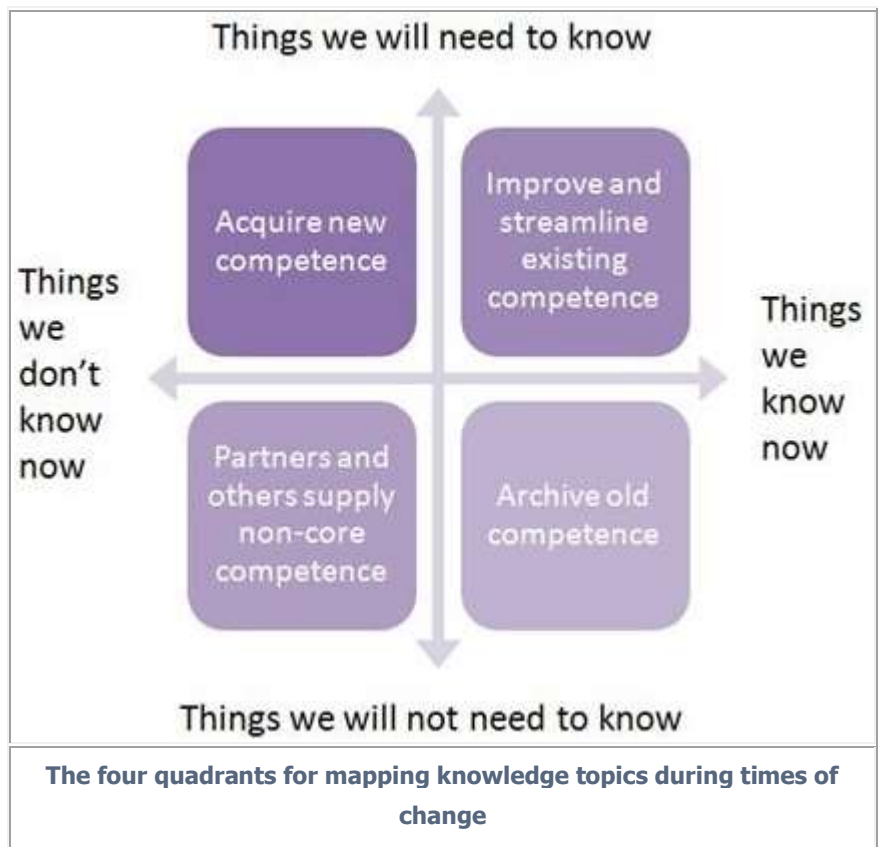 Things we will need to know
Acquire new
competence
Improve and
streamline
existing
competence
Things
we
don't
know
now
Things
we
know
now
Partners and
others supply
non-core
competence
Archive old
competence
Things we will not need to know
The four quadrants for mapping knowledge topics during times of
change